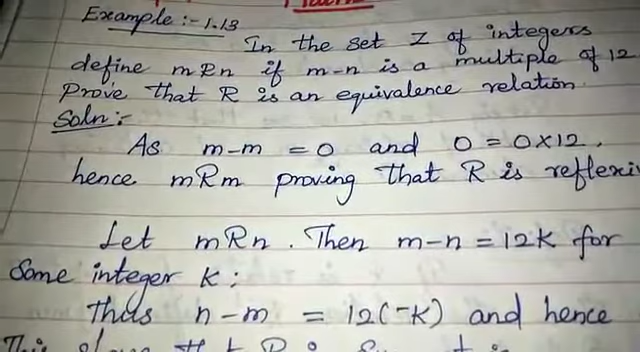 Example :- 1.13
In the set Z of integers
define mRn if m-n is a multiple of 12
Prove that R is an equivalence relation.
Soln :-
As m-m = 0 and 0 = 0×12,
hence mRm proving that R is reflexi
Let mRn. Then m-n = 12K for
Some integer K;
Thus n-m = 12(-K) and hence